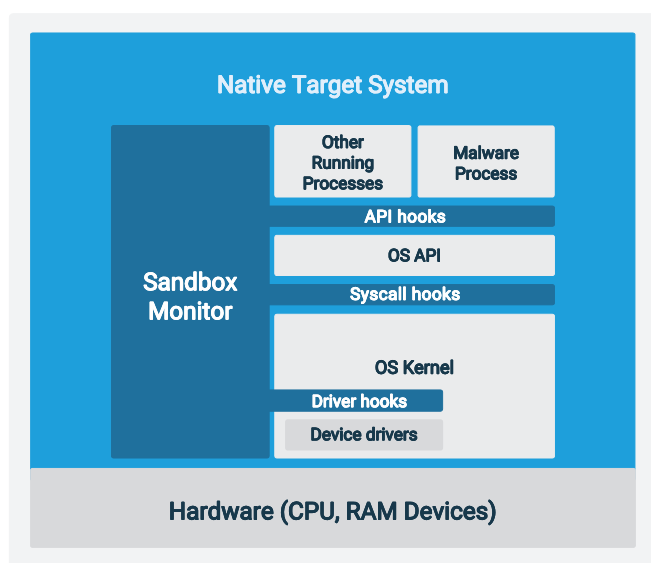 Native Target System
Other
Running
Processes
Malware
Process
API hooks
OS API
Sandbox
Monitor
Syscall hooks
OS Kernel
Driver hooks
Device drivers
Hardware (CPU, RAM Devices)